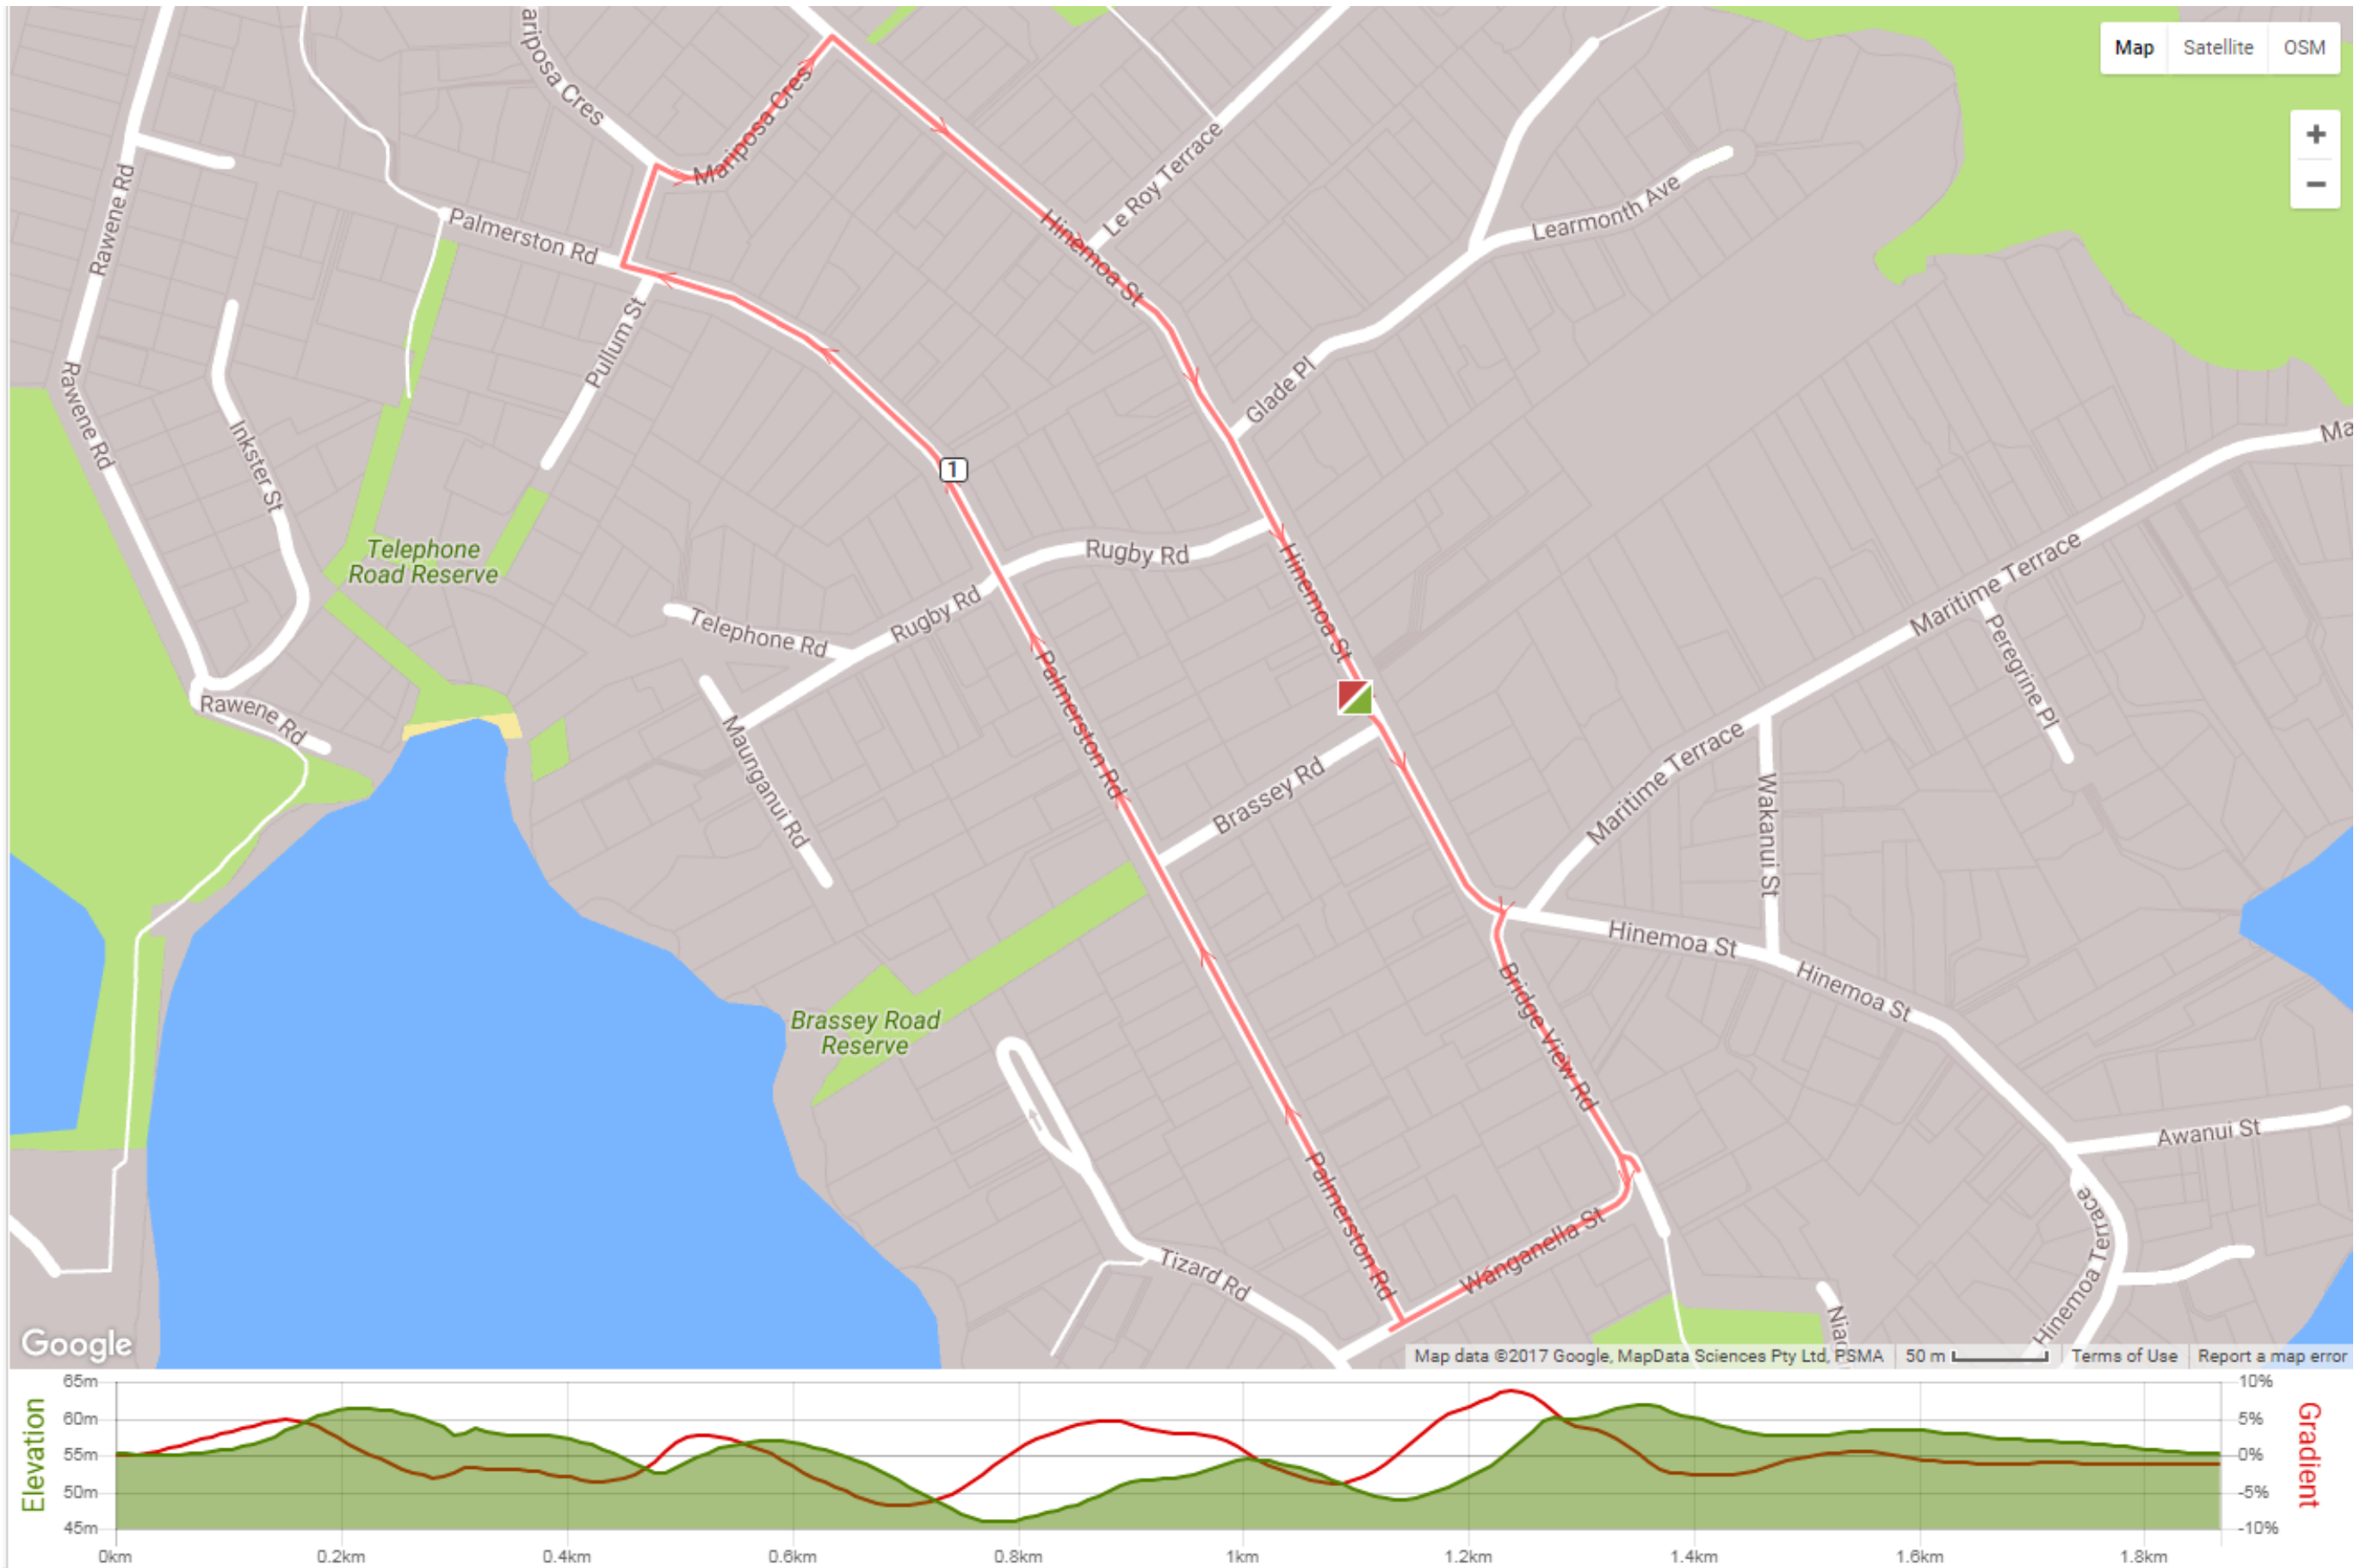 ariposa Cres
Mariposa Cres
Map
Satellite
OSM
+
−
Rawene Rd
Palmerston Rd
Hinemoa St
Le Roy Terrace
Learmonth Ave
Pullum St
Glade Pl
Rawene Rd
Inkster St
Ma
1
Telephone
Road Reserve
Rugby Rd
Rugby Rd
Telephone Rd
Hinemoa St
Maritime Terrace
Peregrine Pl
Rawene Rd
Maunganui Rd
Palmerston Rd
Brassey Rd
Maritime Terrace
Wakanui St
Hinemoa St
Hinemoa St
Brassey Road
Reserve
Bridge View Rd
Awanui St
Palmerston Rd
Wanganella St
Tizard Rd
Hinemoa Terrace
Niag
Google
Map data ©2017 Google, MapData Sciences Pty Ltd, PSMA
50 m
Terms of Use
Report a map error
Elevation
65m
60m
55m
50m
45m
10%
5%
0%
-5%
-10%
Gradient
0km
0.2km
0.4km
0.6km
0.8km
1km
1.2km
1.4km
1.6km
1.8km